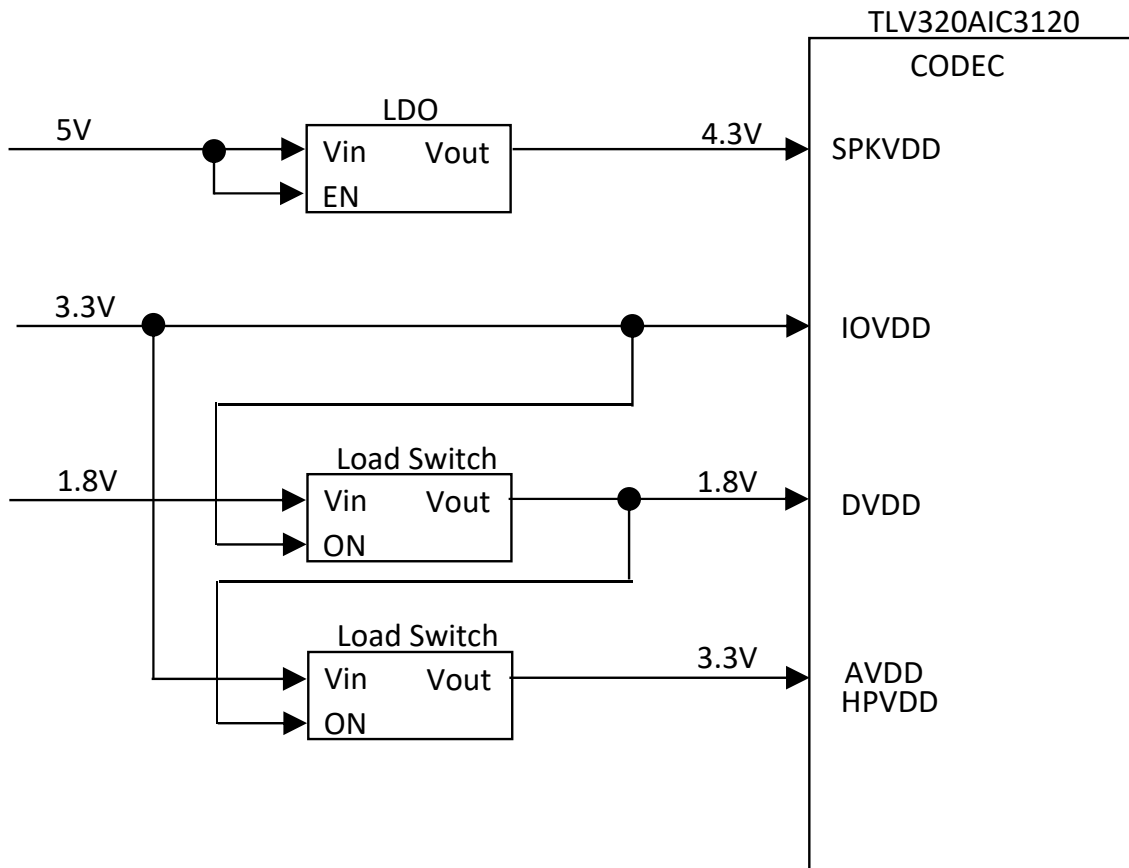 TLV320AIC3120
CODEC
LDO
5V
Vin Vout
EN
4.3V
SPKVDD
3.3V
IOVDD
Load Switch
1.8V
Vin Vout
ON
1.8V
DVDD
Load Switch
Vin Vout
ON
3.3V
AVDD
HPVDD